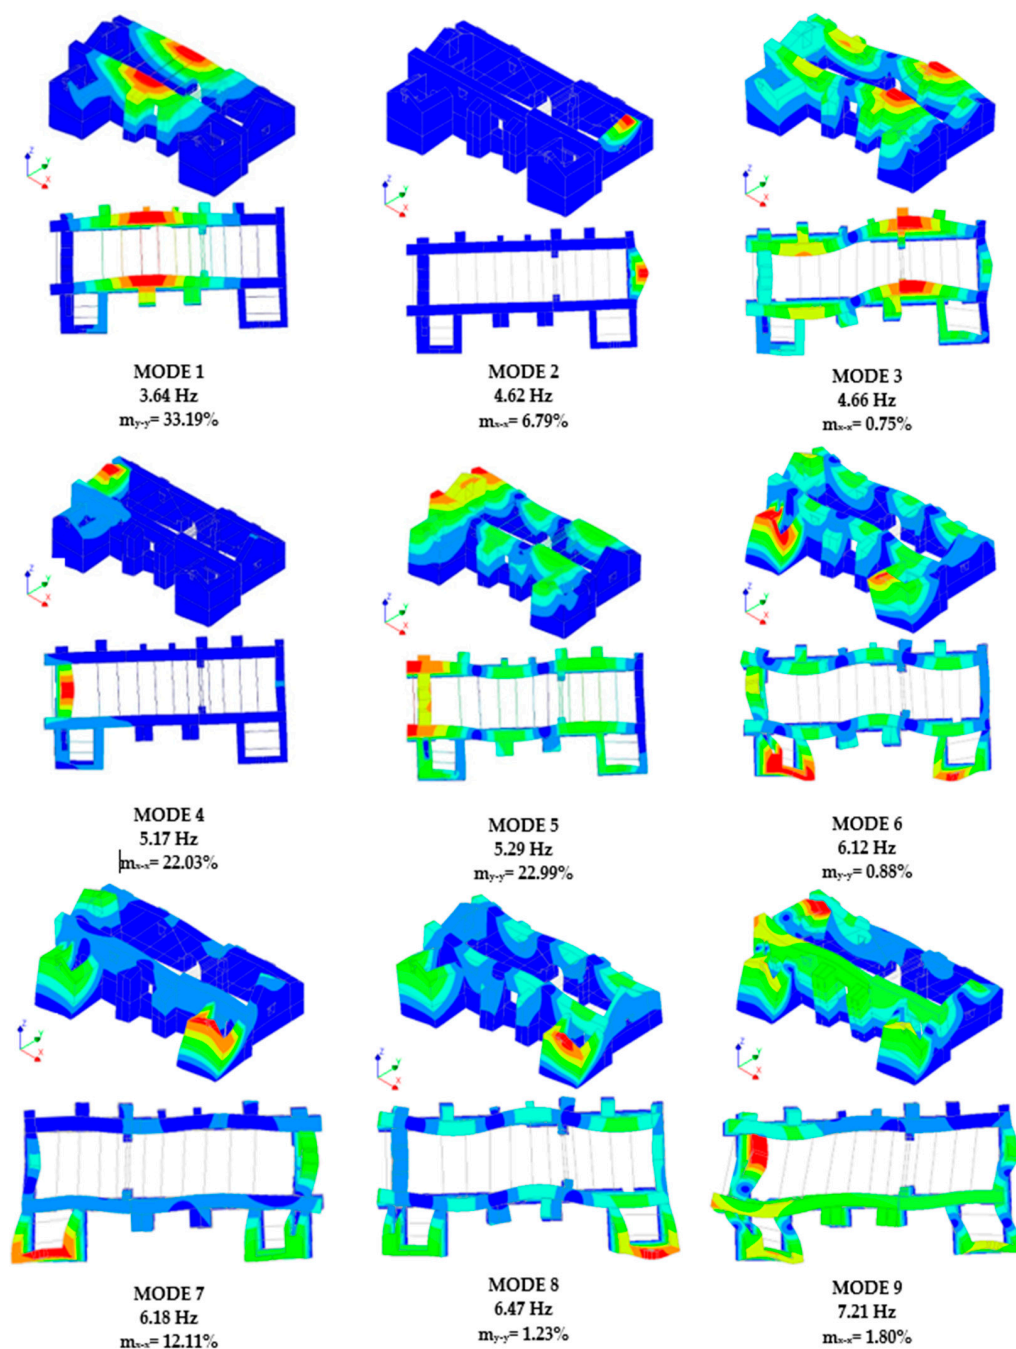 MODE 1
3.64 Hz
my-y= 33.19%
MODE 2
4.62 Hz
mx-x= 6.79%
MODE 3
4.66 Hz
mx-x= 0.75%
MODE 4
5.17 Hz
mx-x= 22.03%
MODE 5
5.29 Hz
my-y= 22.99%
MODE 6
6.12 Hz
my-y= 0.88%
MODE 7
6.18 Hz
mx-x= 12.11%
MODE 8
6.47 Hz
my-y= 1.23%
MODE 9
7.21 Hz
mx-x= 1.80%